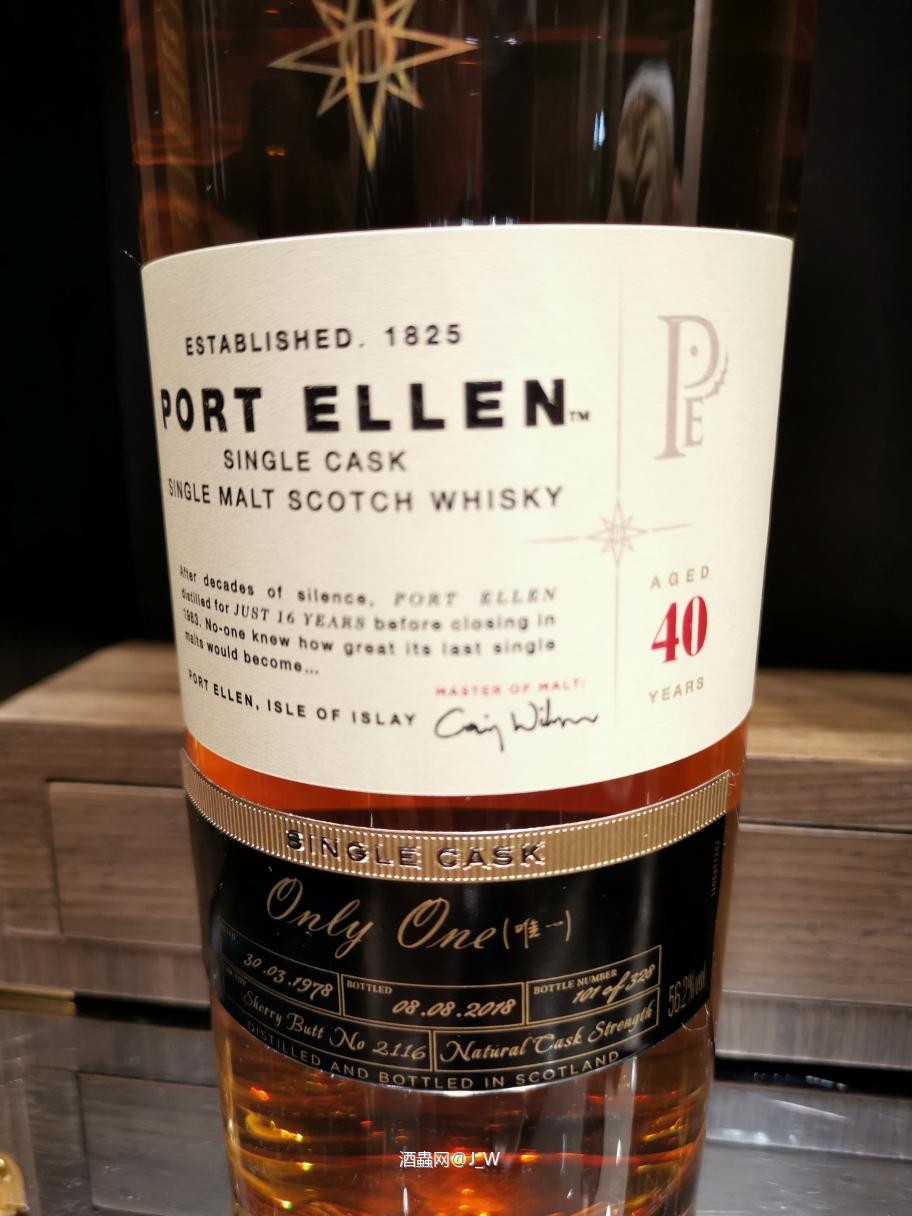 ESTABLISHED. 1825
PORT ELLEN™
SINGLE CASK
SINGLE MALT SCOTCH WHISKY
After decades of silence, PORT ELLEN
distilled for JUST 16 YEARS before closing in
1983. No-one knew how great its last single
malts would become...
PORT ELLEN, ISLE OF ISLAY
MASTER OF MALT:
Craig Wilson
PE
AGED
40
YEARS
SINGLE CASK
Only One (唯一)
30.03.1978
BOTTLED
08.08.2018
BOTTLE NUMBER
101 of 328
Sherry Butt No 2116
Natural Cask Strength
56.2%vol
DISTILLED AND BOTTLED IN SCOTLAND
酒蟲网@J_W